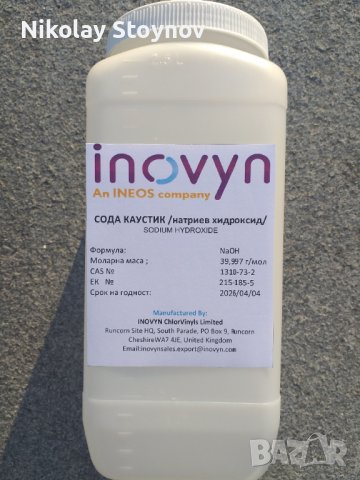 Nikolay Stoynov
inovyn
An INEOS company
СОДА КАУСТИК /натриев хидроксид/
SODIUM HYDROXIDE
Формула: NaOH
Моларна маса ; 39,997 г/мол
CAS № 1310-73-2
ЕК № 215-185-5
Срок на годност: 2026/04/04
Manufactured By:
INOVYN ChlorVinyls Limited
Runcorn Site HQ, South Parade, PO Box 9, Runcorn
CheshireWA7 4JE, United Kingdom
Email:inovynsales.export@inovyn.com
BAZAR